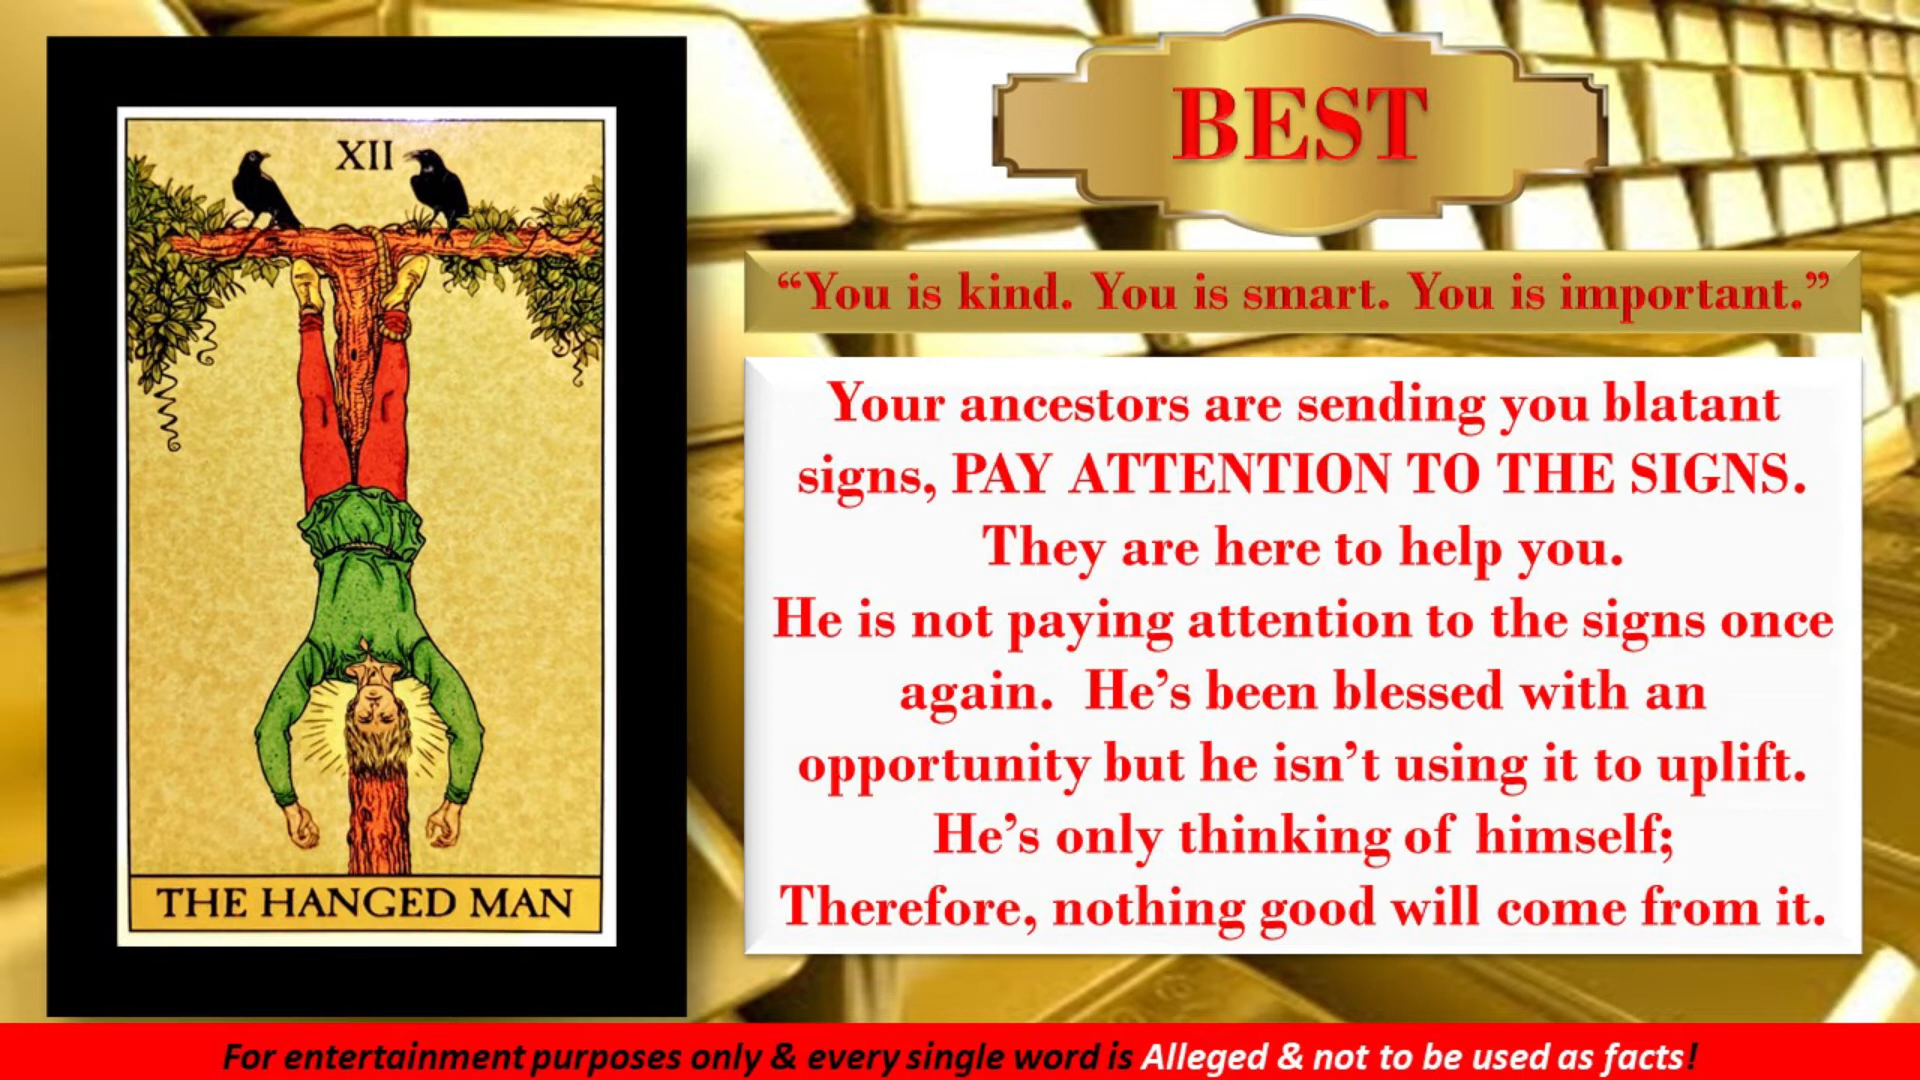 XII
THE HANGED MAN
BEST
“You is kind. You is smart. You is important.”
Your ancestors are sending you blatant
signs, PAY ATTENTION TO THE SIGNS.
They are here to help you.
He is not paying attention to the signs once
again. He’s been blessed with an
opportunity but he isn’t using it to uplift.
He’s only thinking of himself;
Therefore, nothing good will come from it.
For entertainment purposes only & every single word is Alleged & not to be used as facts!